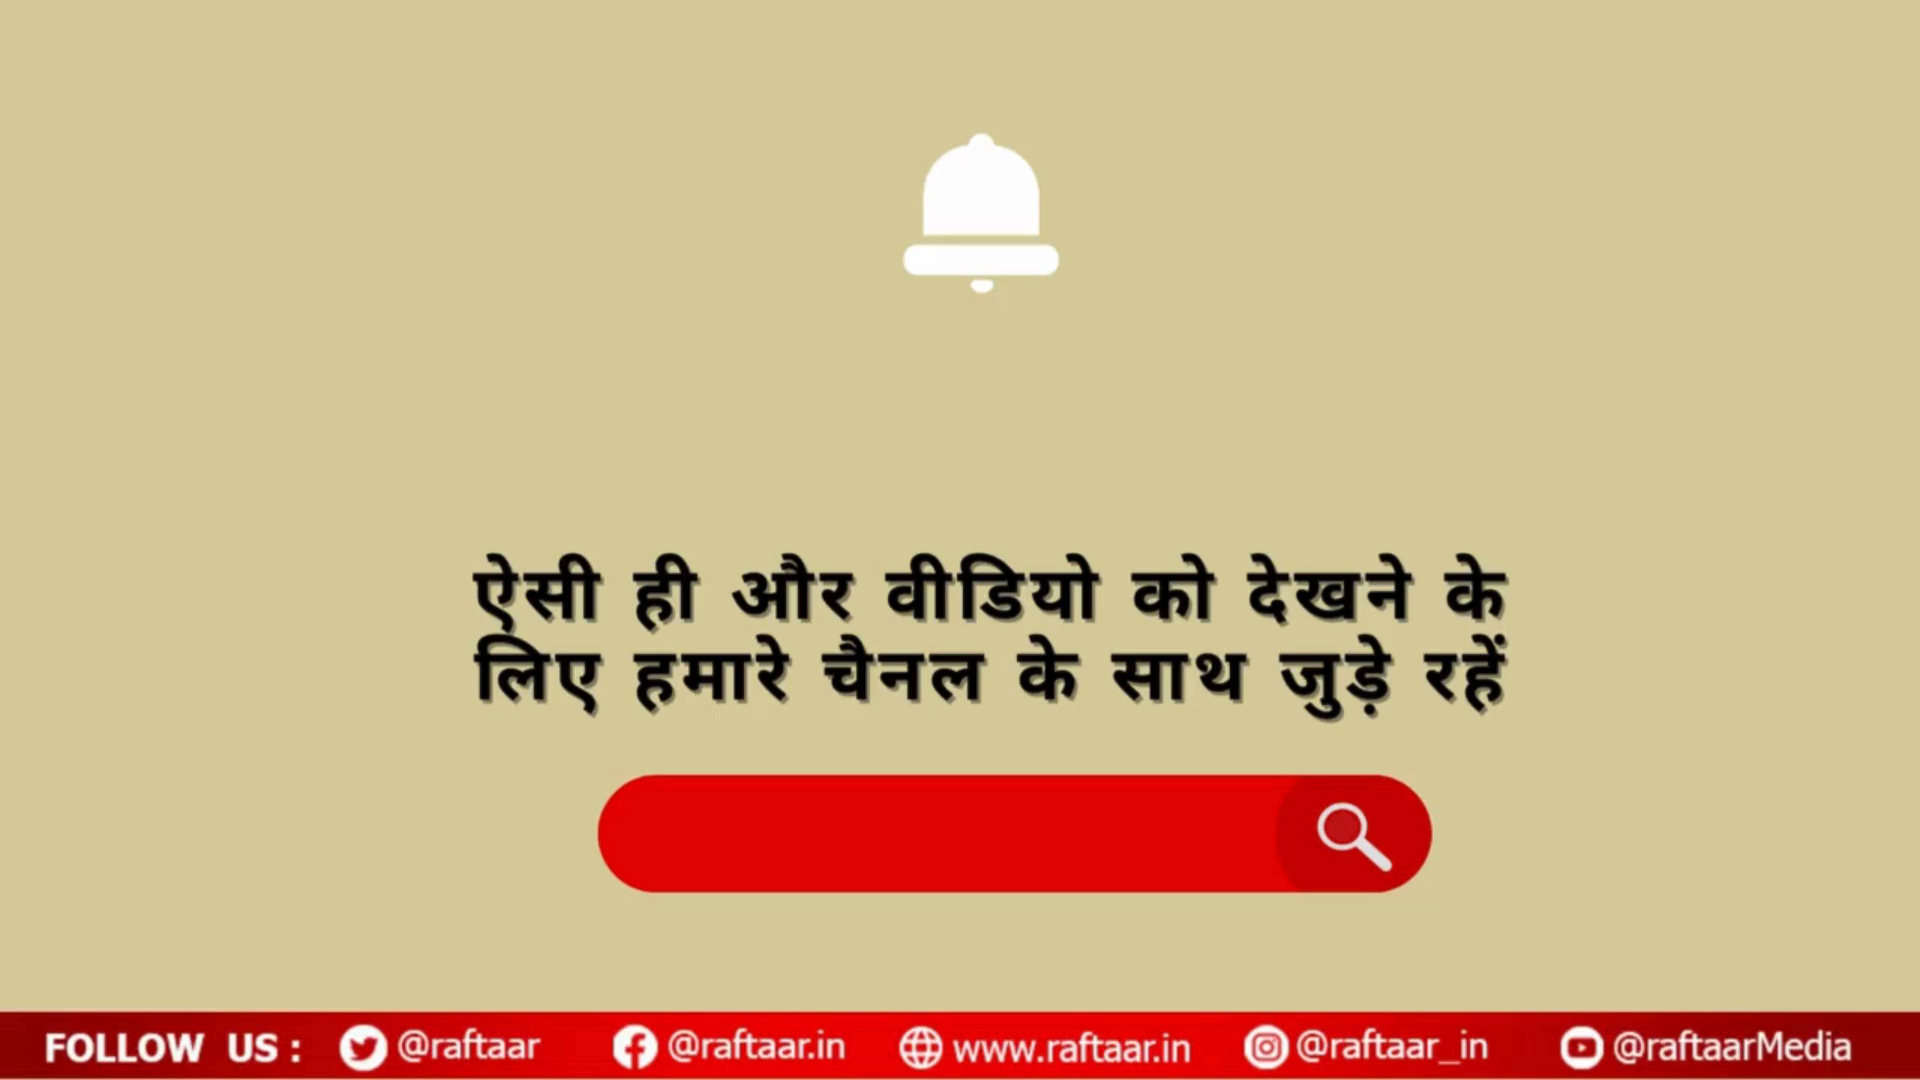 ऐसी ही और वीडियो को देखने के
लिए हमारे चैनल के साथ जुड़े रहें
FOLLOW US : @raftaar @raftaar.in www.raftaar.in @raftaar_in @raftaarMedia